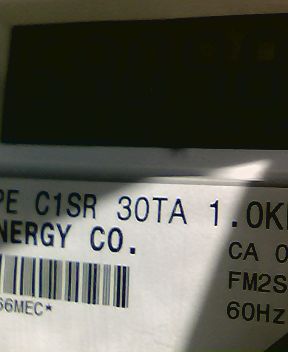 PE C1SR 30TA 1.0K
NERGY CO.
CA 0
FM2S
66MEC*
60Hz